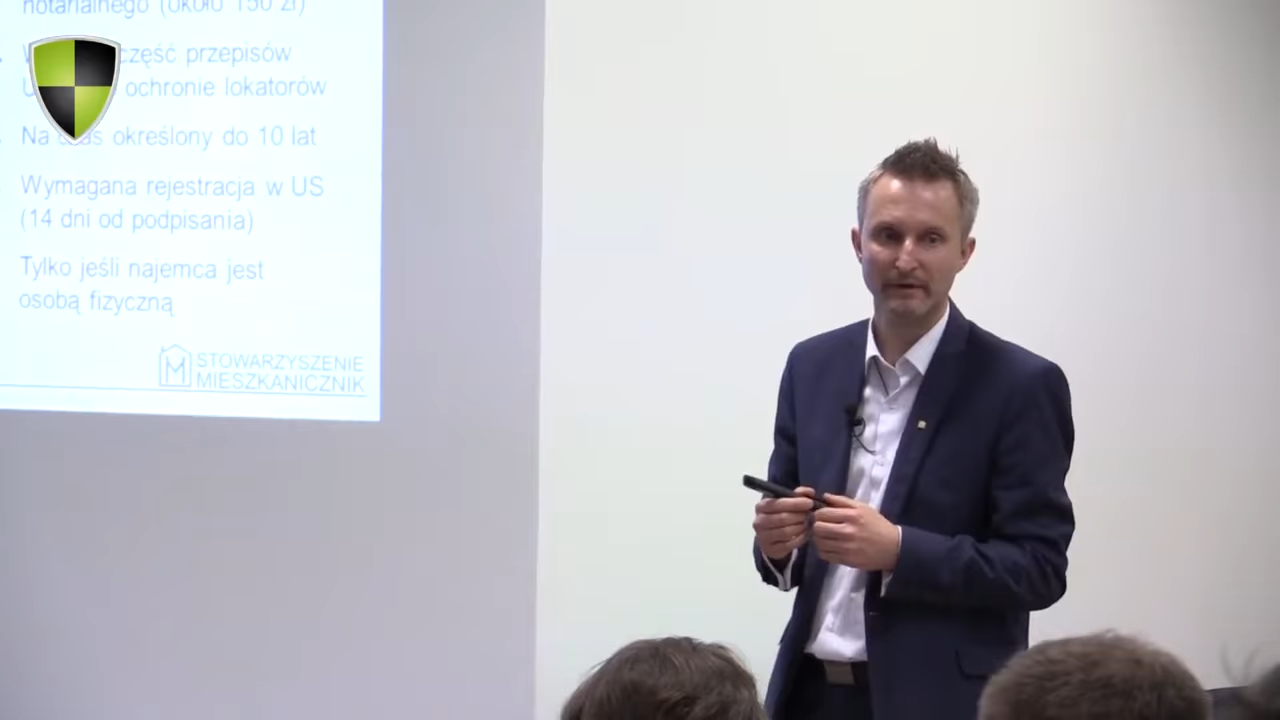 notarialnego (około 150 zł)
część przepisów
ochronie lokatorów
Na czas określony do 10 lat
Wymagana rejestracja w US
(14 dni od podpisania)
Tylko jeśli najemca jest
osobą fizyczną
M STOWARZYSZENIE
MIESZKANICZNIK